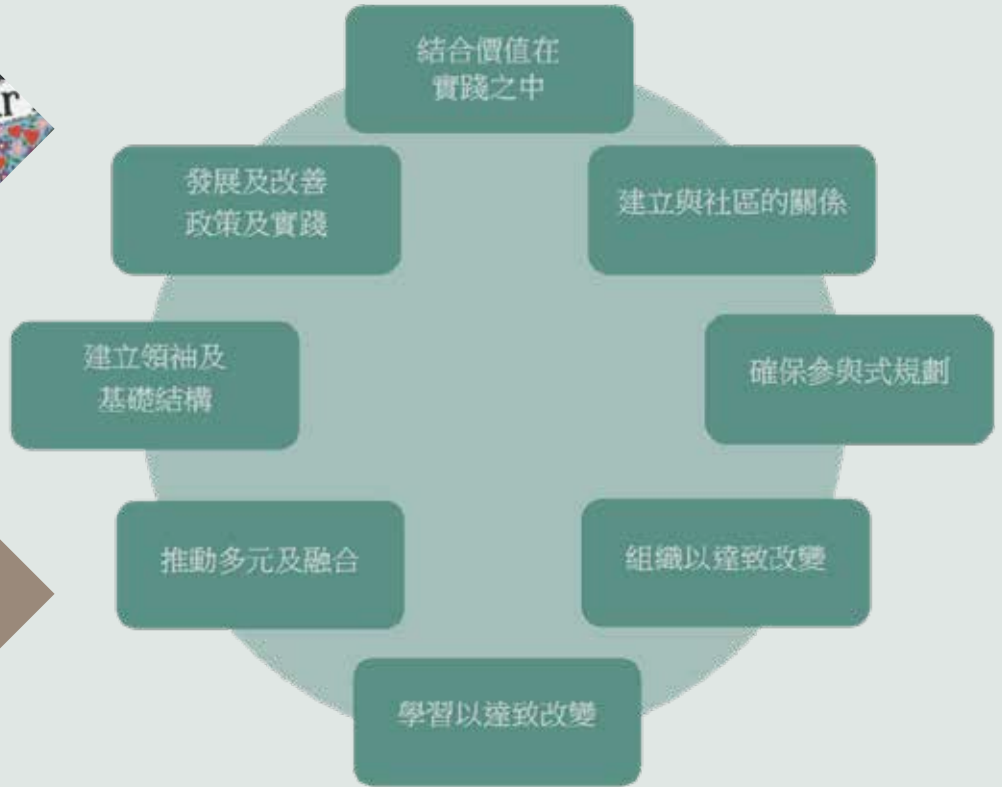 結合價值在
實踐之中
建立與社區的關係
確保參與式規劃
組織以達致改變
學習以達致改變
推動多元及融合
建立領袖及
基礎結構
發展及改善
政策及實踐